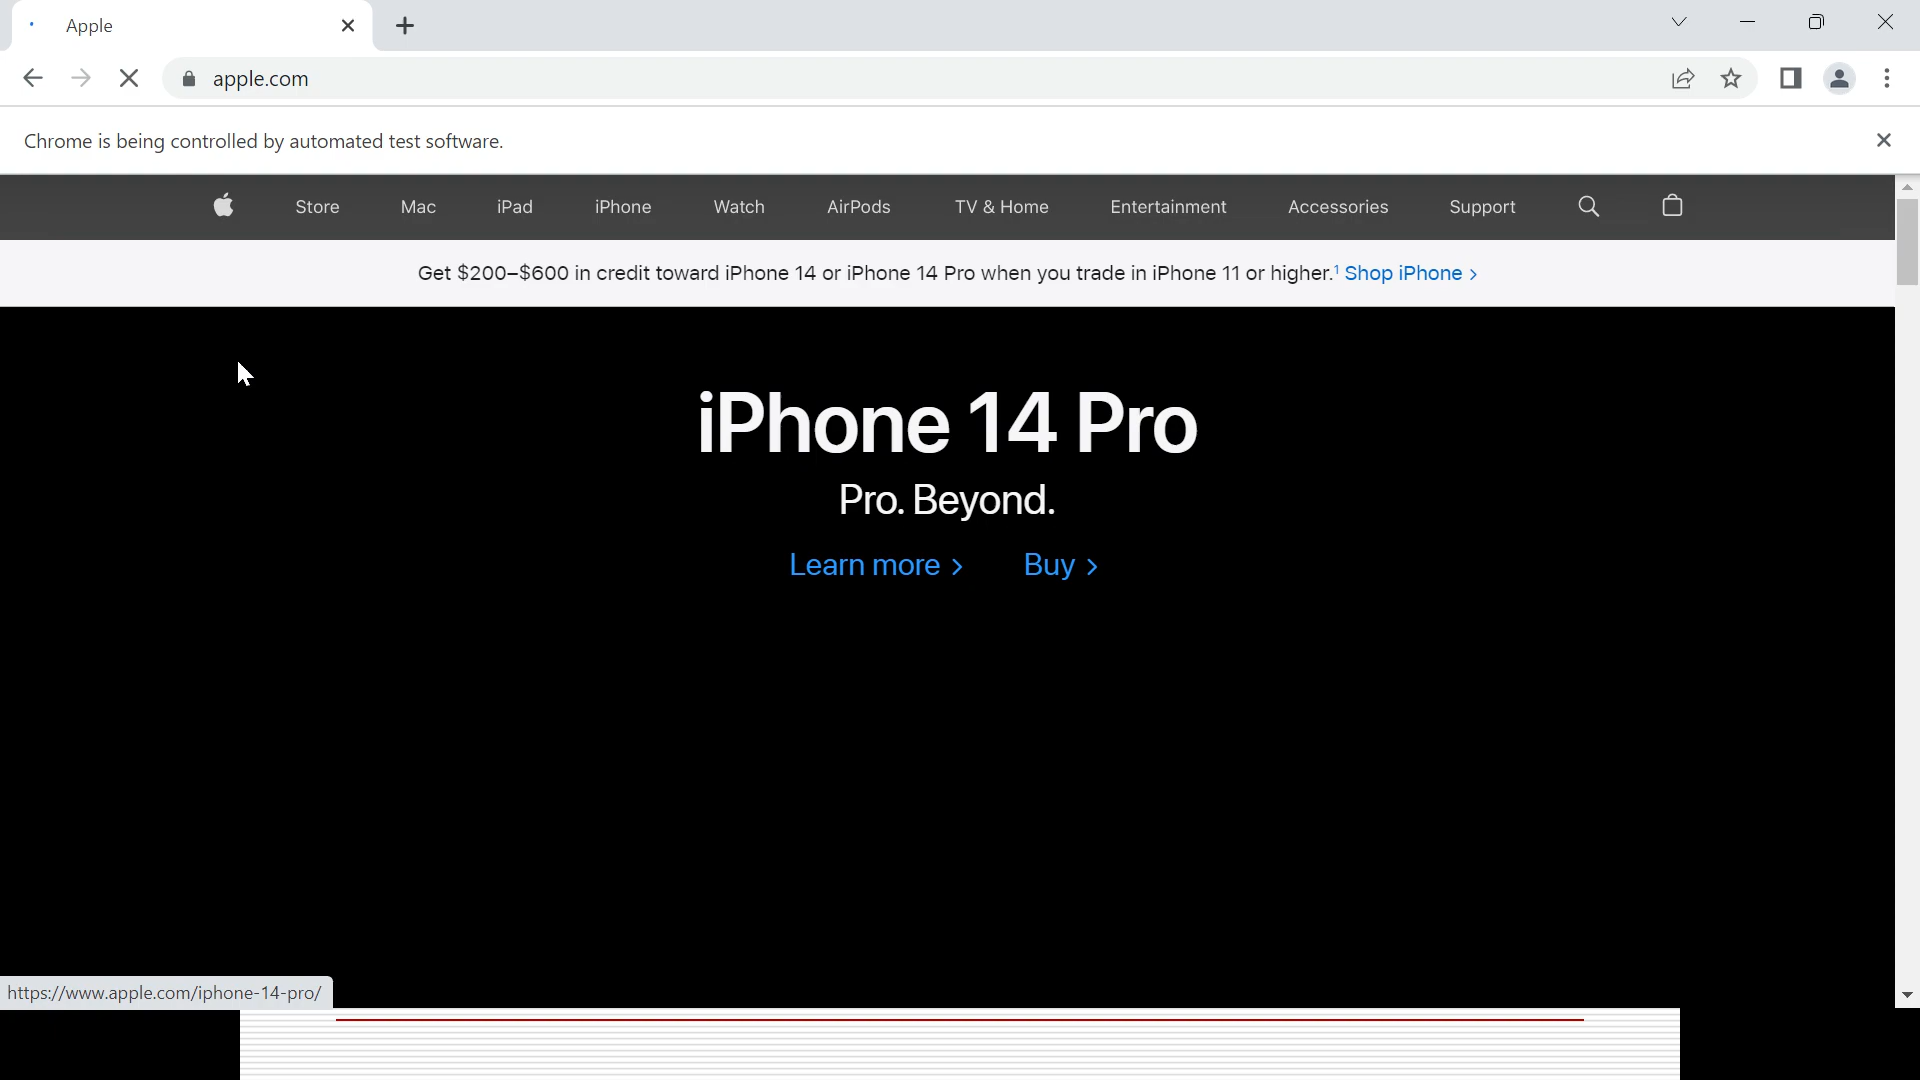 Apple
apple.com
Chrome is being controlled by automated test software.
Store Mac iPad iPhone Watch AirPods TV & Home Entertainment Accessories Support
Get $200–$600 in credit toward iPhone 14 or iPhone 14 Pro when you trade in iPhone 11 or higher.¹ Shop iPhone >
iPhone 14 Pro
Pro. Beyond.
Learn more > Buy >
https://www.apple.com/iphone-14-pro/